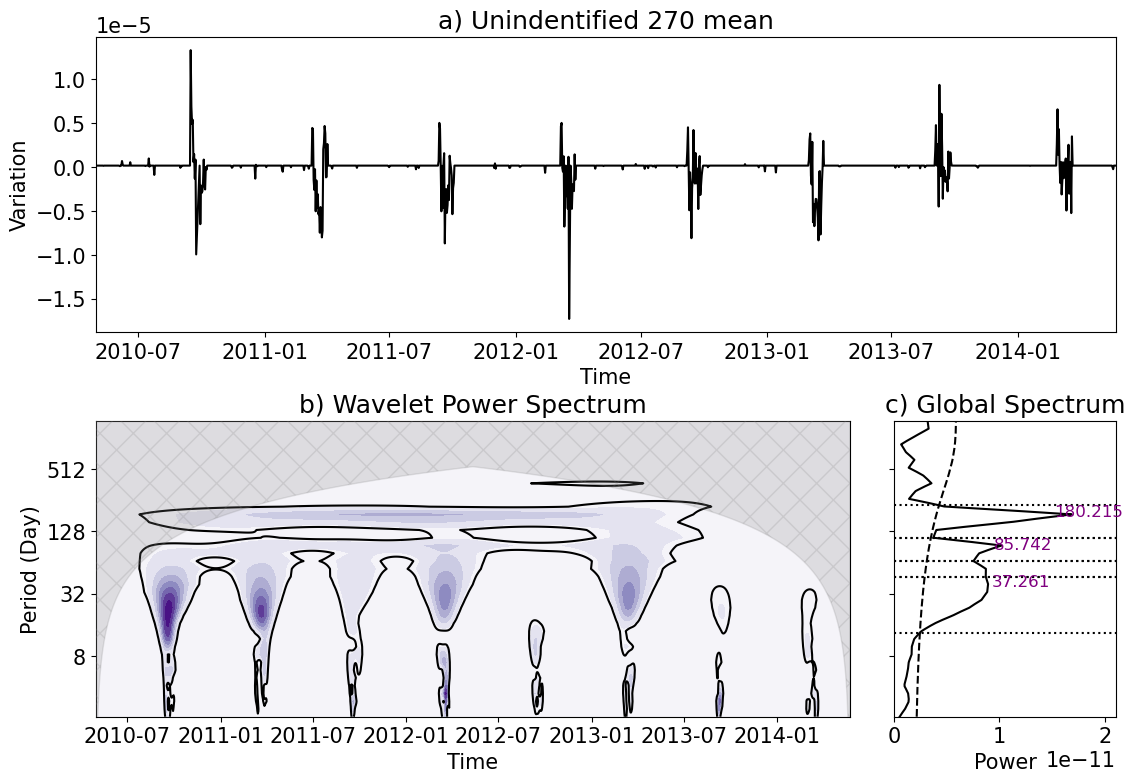 a) Unidentified 270 mean
1e−5
Variation
1.0
0.5
0.0
−0.5
−1.0
−1.5
2010-07 2011-01 2011-07 2012-01 2012-07 2013-01 2013-07 2014-01
Time
b) Wavelet Power Spectrum
Period (Day)
512
128
32
8
2010-07 2011-01 2011-07 2012-01 2012-07 2013-01 2013-07 2014-01
Time
c) Global Spectrum
180.215
85.742
37.261
0 1 2
Power 1e−11